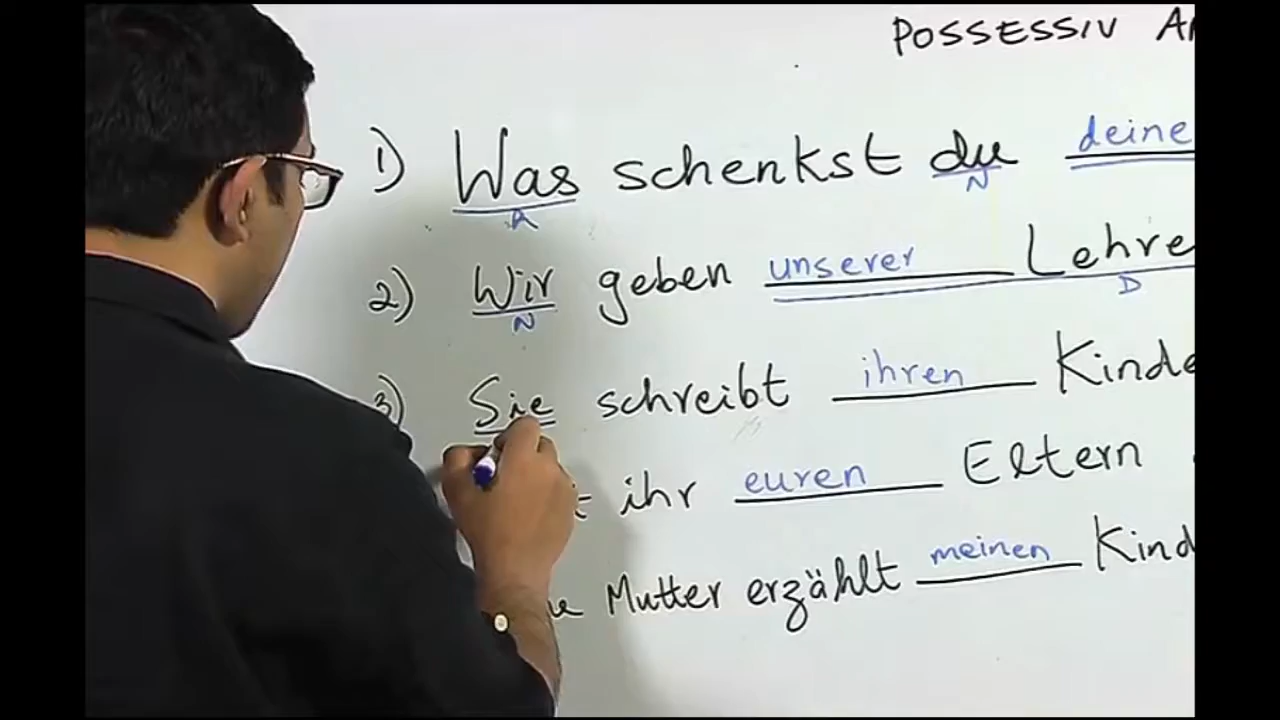 POSSESSIV
1) Was schenkst du deine
A N
2) Wir geben unserer Lehre
N D
3) Sie schreibt ihren Kinde
ihr euren Eltern
Mutter erzählt meinen Kind